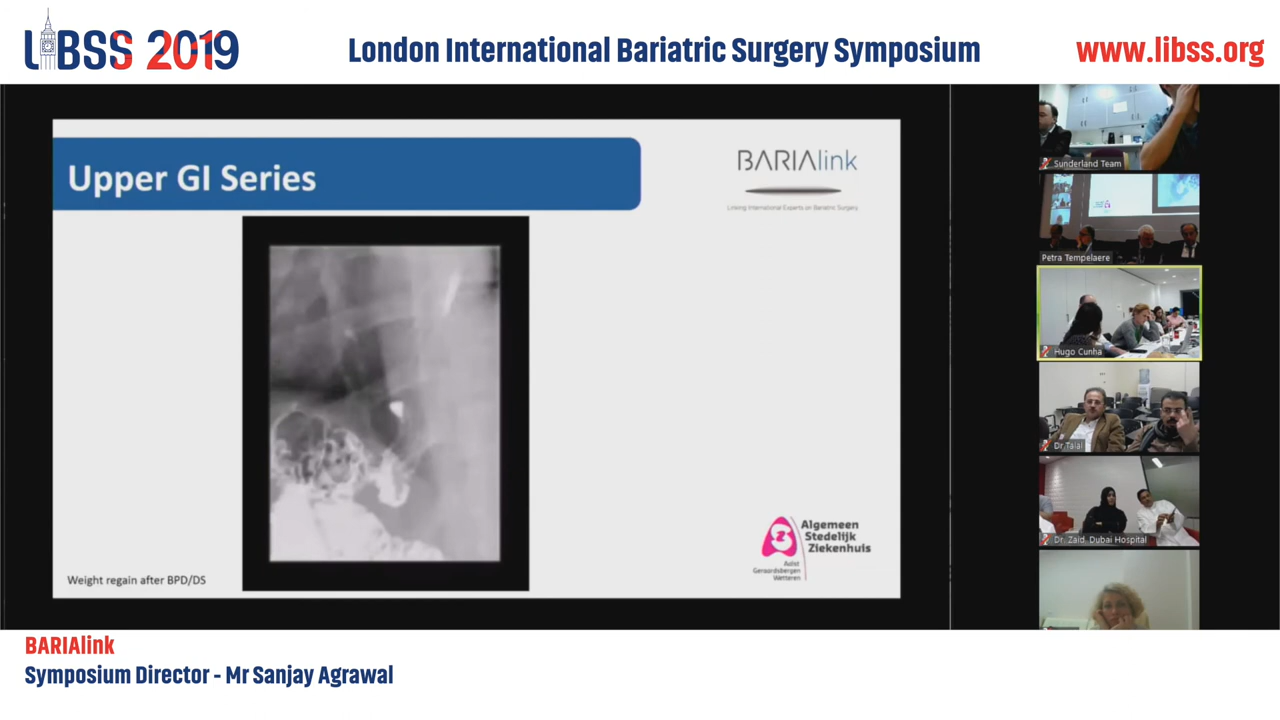 LIBSS 2019
London International Bariatric Surgery Symposium
www.libss.org
Upper GI Series
BARIAlink
Linking International Experts on Bariatric Surgery
Algemeen
Stedelijk
Ziekenhuis
Aalst
Geraardsbergen
Wetteren
Weight regain after BPD/DS
Sunderland Team
Petra Tempelaere
Hugo Cunha
Dr Talal
Dr. Zaid. Dubai Hospital
BARIAlink
Symposium Director - Mr Sanjay Agrawal